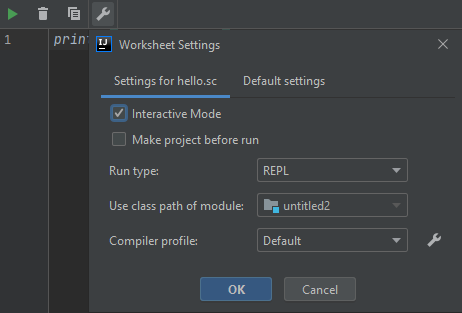 1 prin
IJ Worksheet Settings
Settings for hello.sc Default settings
Interactive Mode
Make project before run
Run type: REPL
Use class path of module: untitled2
Compiler profile: Default
OK Cancel